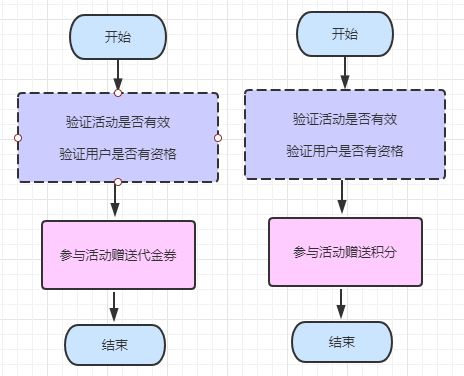 开始
验证活动是否有效
验证用户是否有资格
参与活动赠送代金券
结束
开始
验证活动是否有效
验证用户是否有资格
参与活动赠送积分
结束